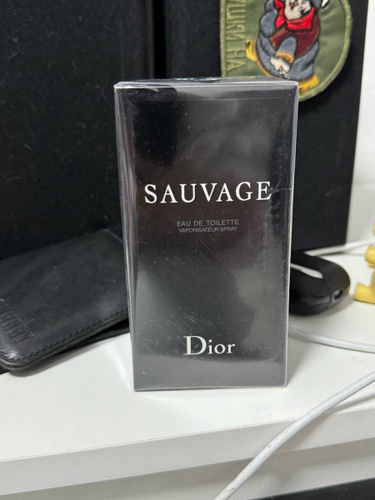 SAUVAGE
EAU DE TOILETTE
VAPORISATEUR SPRAY
Dior